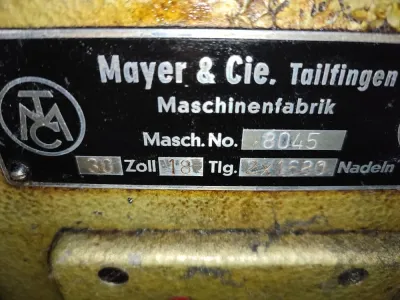 Mayer & Cie. Tailfingen
Maschinenfabrik
Masch. No. 8045
30 Zoll 18 Tlg. Nadeln